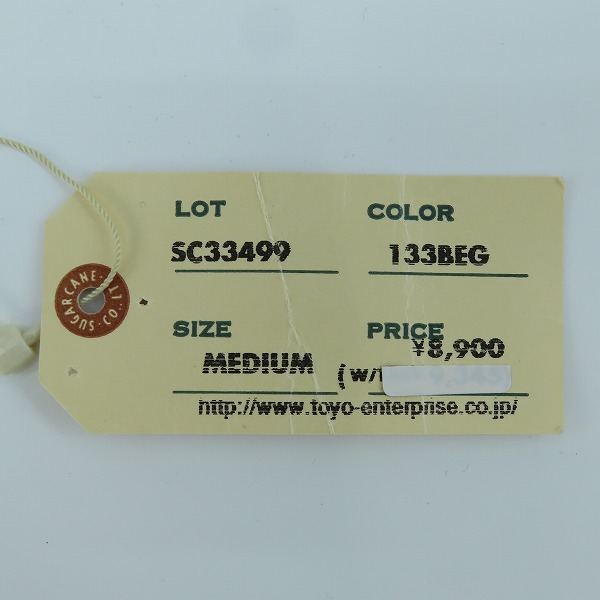 LOT
COLOR
SC33499
133BEG
SIZE
PRICE
MEDIUM
¥8,900
(w/
http://www.toyo-enterprise.co.jp/
SUGARCANE.
CO.